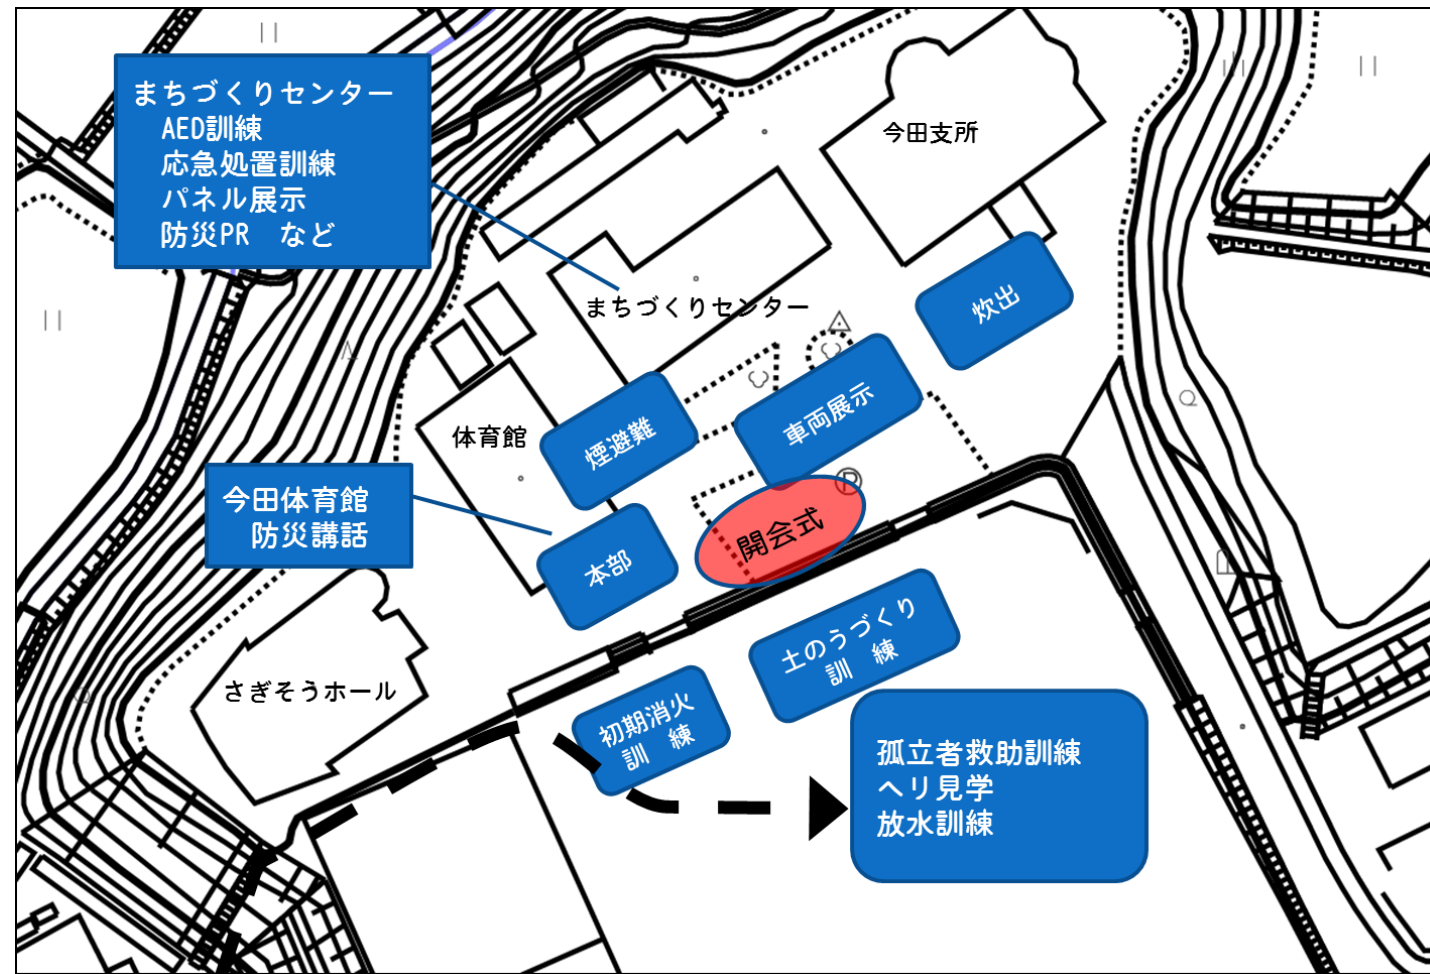 まちづくりセンター
AED訓練
応急処置訓練
パネル展示
防災PR　など
今田支所
炊出
まちづくりセンター
車両展示
体育館
煙避難
P
今田体育館
防災講話
開会式
本部
土のうづくり
訓　練
さぎそうホール
初期消火
訓　練
孤立者救助訓練
ヘリ見学
放水訓練